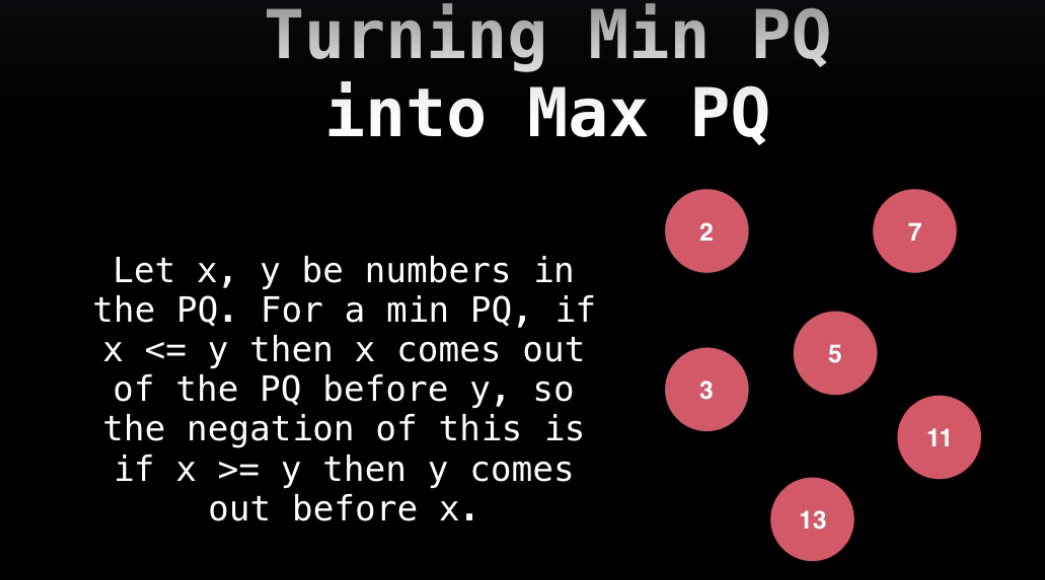 Turning Min PQ
into Max PQ
Let x, y be numbers in
the PQ. For a min PQ, if
x <= y then x comes out
of the PQ before y, so
the negation of this is
if x >= y then y comes
out before x.
2
7
5
3
11
13